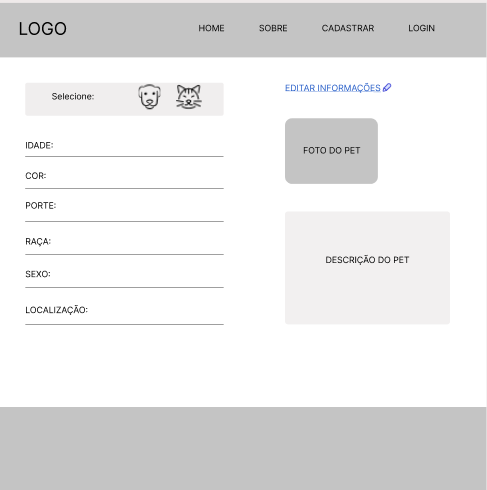 LOGO
HOME SOBRE CADASTRAR LOGIN
Selecione:
IDADE:
COR:
PORTE:
RAÇA:
SEXO:
LOCALIZAÇÃO:
EDITAR INFORMAÇÕES
FOTO DO PET
DESCRIÇÃO DO PET